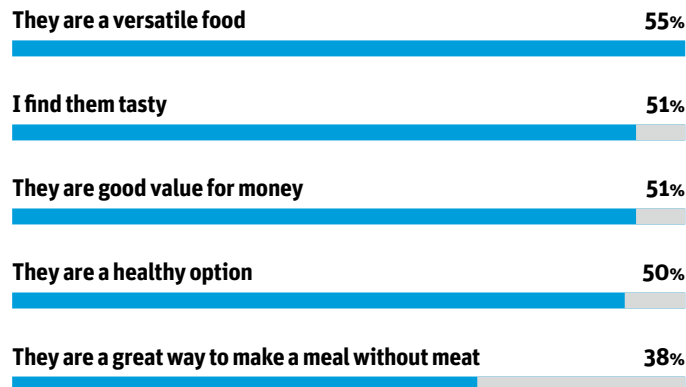 They are a versatile food 55%
I find them tasty 51%
They are good value for money 51%
They are a healthy option 50%
They are a great way to make a meal without meat 38%